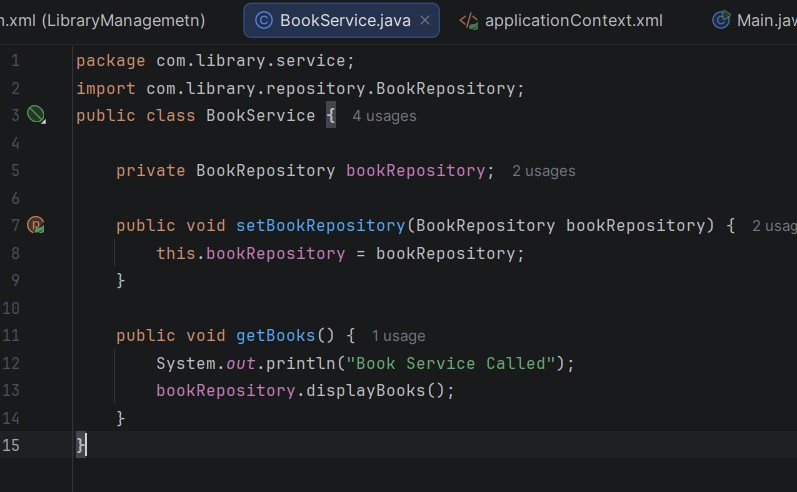 n.xml (LibraryManagemetn) BookService.java applicationContext.xml Main.jav
1 package com.library.service;
2 import com.library.repository.BookRepository;
3 public class BookService { 4 usages
4
5 private BookRepository bookRepository; 2 usages
6
7 public void setBookRepository(BookRepository bookRepository) { 2 usag
8 this.bookRepository = bookRepository;
9 }
10
11 public void getBooks() { 1 usage
12 System.out.println("Book Service Called");
13 bookRepository.displayBooks();
14 }
15 }